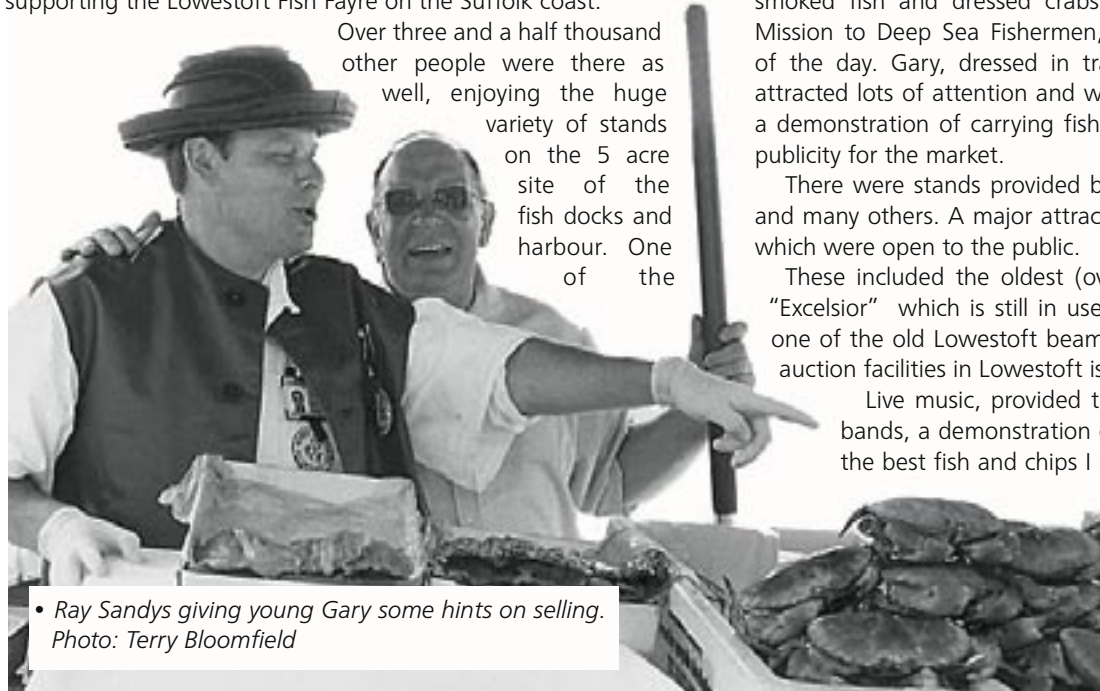 supporting the Lowestoft Fish Fayre on the Suffolk coast.
Over three and a half thousand
other people were there as
well, enjoying the huge
variety of stands
on the 5 acre
site of the
fish docks and
harbour. One
of the
smoked fish and dressed crabs
Mission to Deep Sea Fishermen,
of the day. Gary, dressed in
attracted lots of attention and
a demonstration of carrying fish
publicity for the market.
There were stands provided
and many others. A major
which were open to the public.
These included the oldest
"Excelsior" which is still in use
one of the old Lowestoft beam
auction facilities in Lowestoft
Live music, provided
bands, a demonstration
the best fish and chips I
• Ray Sandys giving young Gary some hints on selling.
Photo: Terry Bloomfield